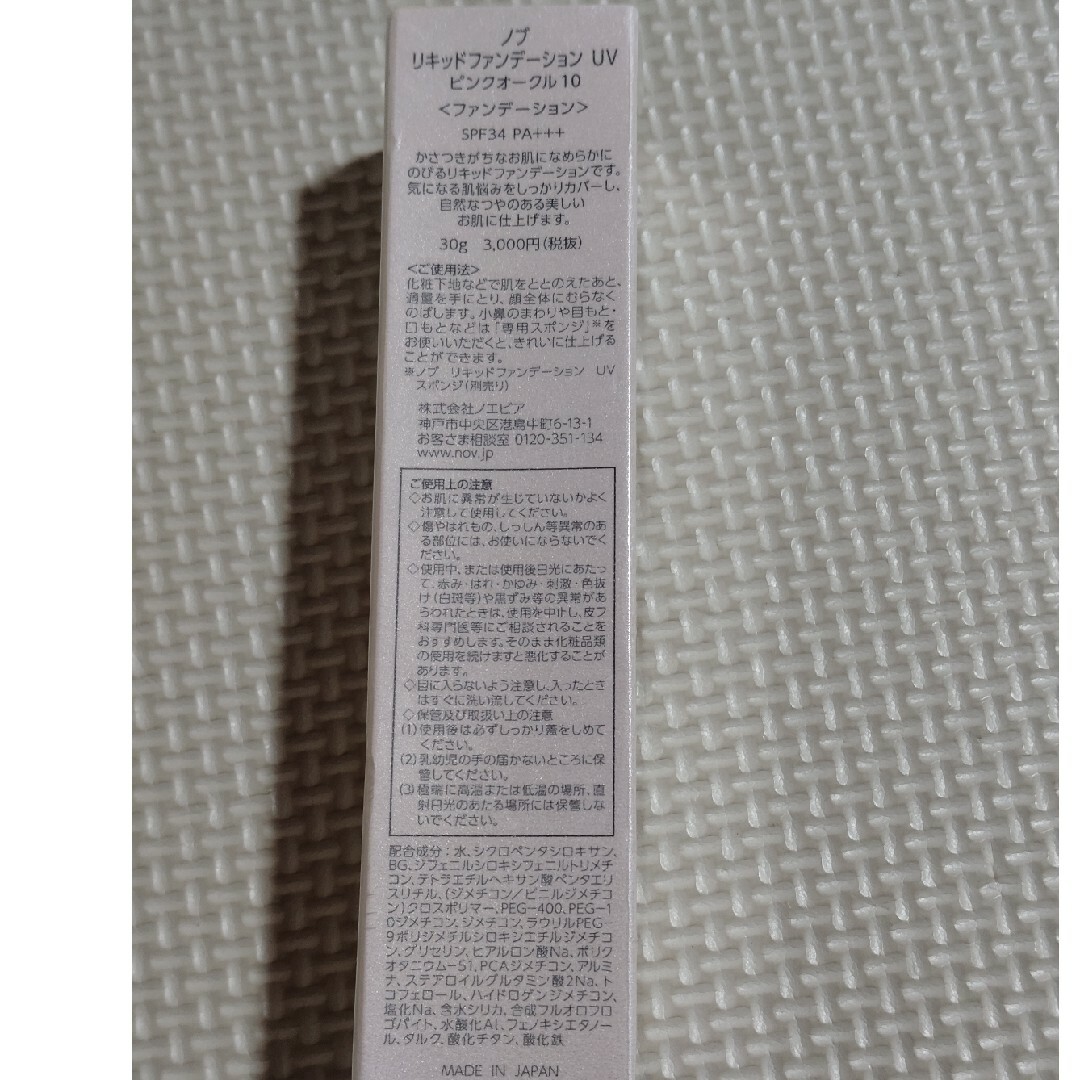 ノブ
リキッドファンデーション UV
ピンクオークル10
<ファンデーション>
SPF34 PA+++
かさつきがちなお肌になめらかに
のびるリキッドファンデーションです。
気になる肌悩みをしっかりカバーし、
自然なつやのある美しい
お肌に仕上げます。
30g 3,000円(税抜)
<ご使用法>
化粧下地などで肌をととのえたあと、
適量を手にとり、顔全体にむらなく
のばします。小鼻のまわりや目もと・
口もとなどは「専用スポンジ」※を
お使いいただくと、きれいに仕上げる
ことができます。
※ノブ リキッドファンデーション UV
スポンジ(別売り)
株式会社ノエビア
神戸市中央区港島中町6-13-1
お客さま相談室 0120-351-134
www.nov.jp
ご使用上の注意
◇お肌に異常が生じていないかよく
注意して使用してください。
◇傷やはれもの、しっしん等異常のあ
る部位には、お使いにならないでく
ださい。
◇使用中、または使用後日光にあたっ
て、赤み・はれ・かゆみ・刺激・色抜
け(白斑等)や黒ずみ等の異常があ
らわれたときは、使用を中止し、皮フ
科専門医等にご相談されることを
おすすめします。そのまま化粧品類
の使用を続けますと悪化することが
あります。
◇目に入らないよう注意し、入ったとき
はすぐに洗い流してください。
◇保管及び取扱い上の注意
(1)使用後は必ずしっかり蓋をしめて
ください。
(2)乳幼児の手の届かないところに保
管してください。
(3)極端に高温または低温の場所、直
射日光のあたる場所には保管しな
いでください。
配合成分:水、シクロペンタシロキサン、
BG、ジフェニルシロキシフェニルトリメチ
コン、テトラエチルヘキサン酸ペンタエリ
スリチル、(ジメチコン/ビニルジメチコ
ン)クロスポリマー、PEG-400、PEG-1
0ジメチコン、ジメチコン、ラウリルPEG-
9ポリジメチルシロキシエチルジメチコ
ン、グリセリン、ヒアルロン酸Na、ポリク
オタニウム-51、PCAジメチコン、アルミ
ナ、ステアロイルグルタミン酸2Na、ト
コフェロール、ハイドロゲンジメチコン、
塩化Na、含水シリカ、合成フルオロフロ
ゴパイト、水酸化Al、フェノキシエタノー
ル、タルク、酸化チタン、酸化鉄
MADE IN JAPAN